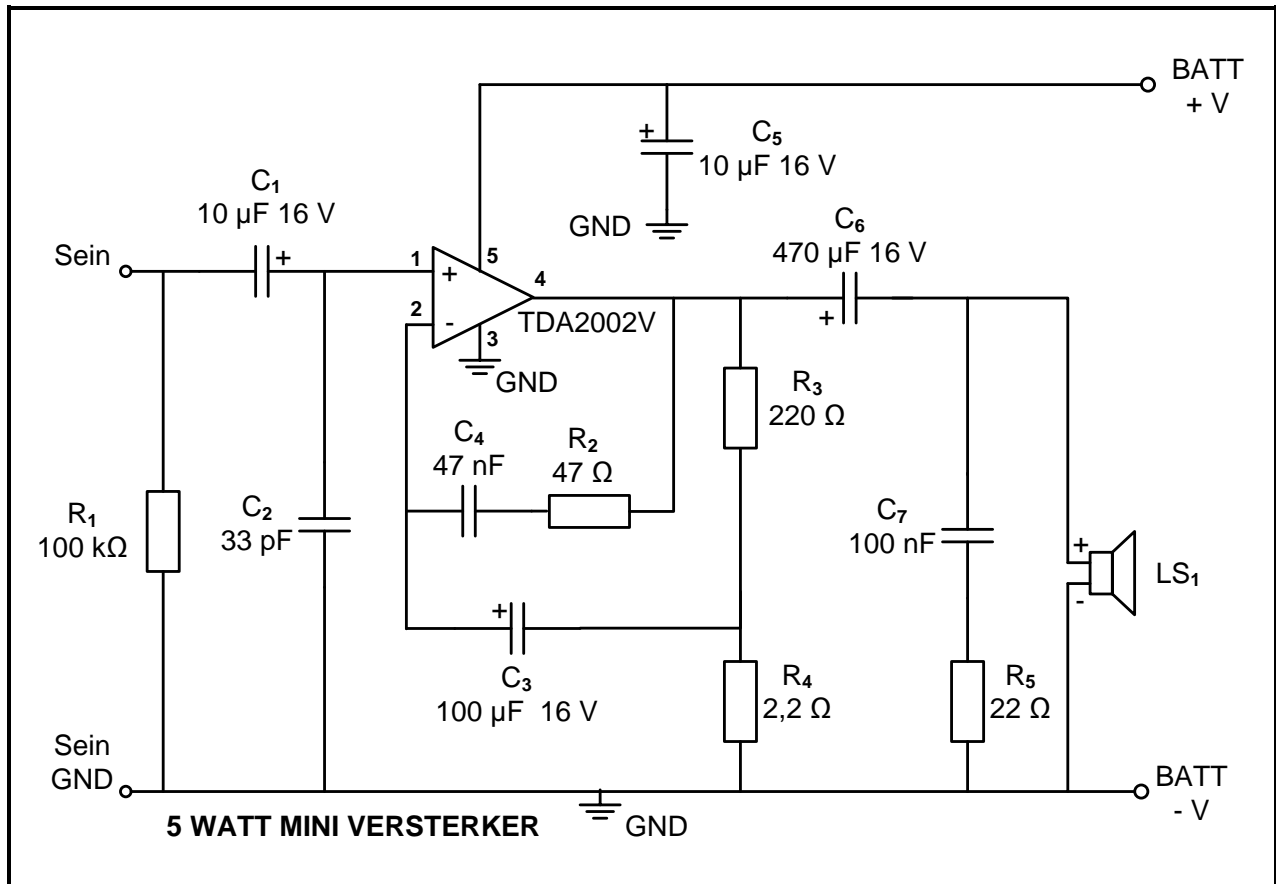 BATT
+ V
+
C₅
10 µF 16 V
GND
C₁
10 µF 16 V
+
Sein
1
+
5
4
2
-
3
TDA2002V
GND
C₆
470 µF 16 V
+
R₃
220 Ω
C₄
47 nF
R₂
47 Ω
R₁
100 kΩ
C₂
33 pF
C₇
100 nF
+
-
LS₁
+
C₃
100 µF 16 V
R₄
2,2 Ω
R₅
22 Ω
Sein
GND
GND
BATT
- V
5 WATT MINI VERSTERKER